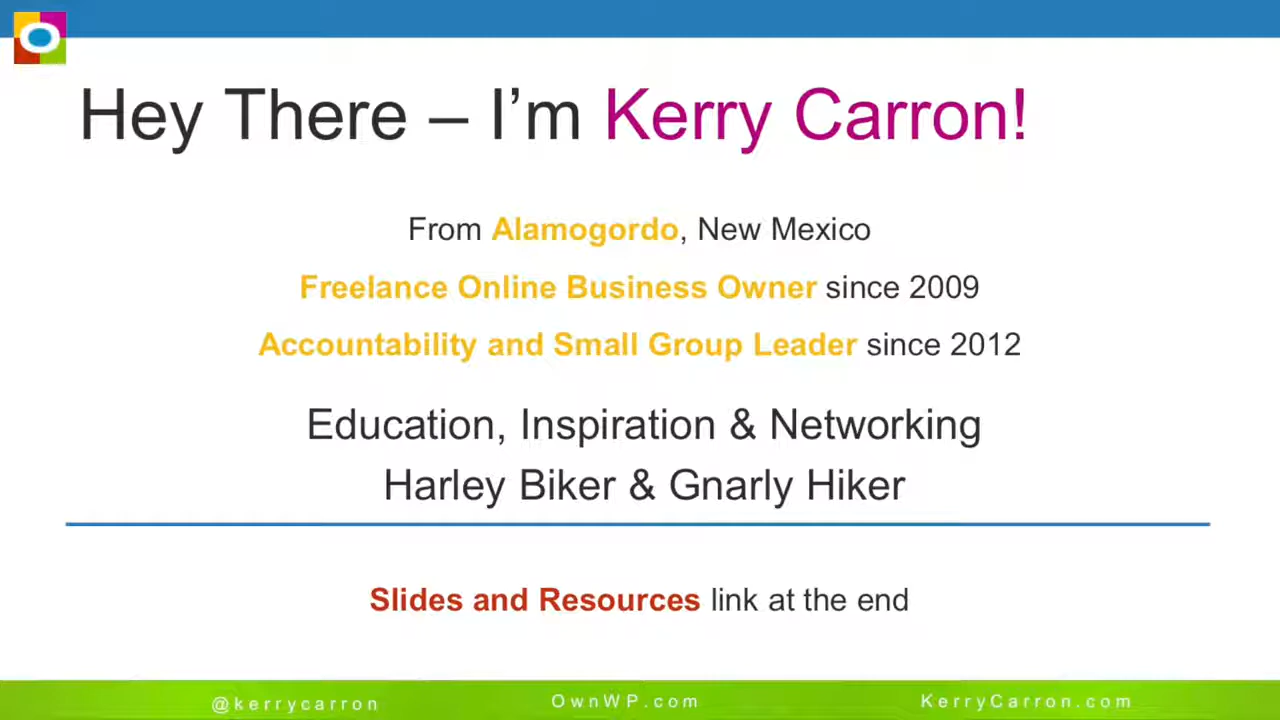 Hey There – I’m Kerry Carron!
From Alamogordo, New Mexico
Freelance Online Business Owner since 2009
Accountability and Small Group Leader since 2012
Education, Inspiration & Networking
Harley Biker & Gnarly Hiker
Slides and Resources link at the end
@kerrycarron OwnWP.com KerryCarron.com